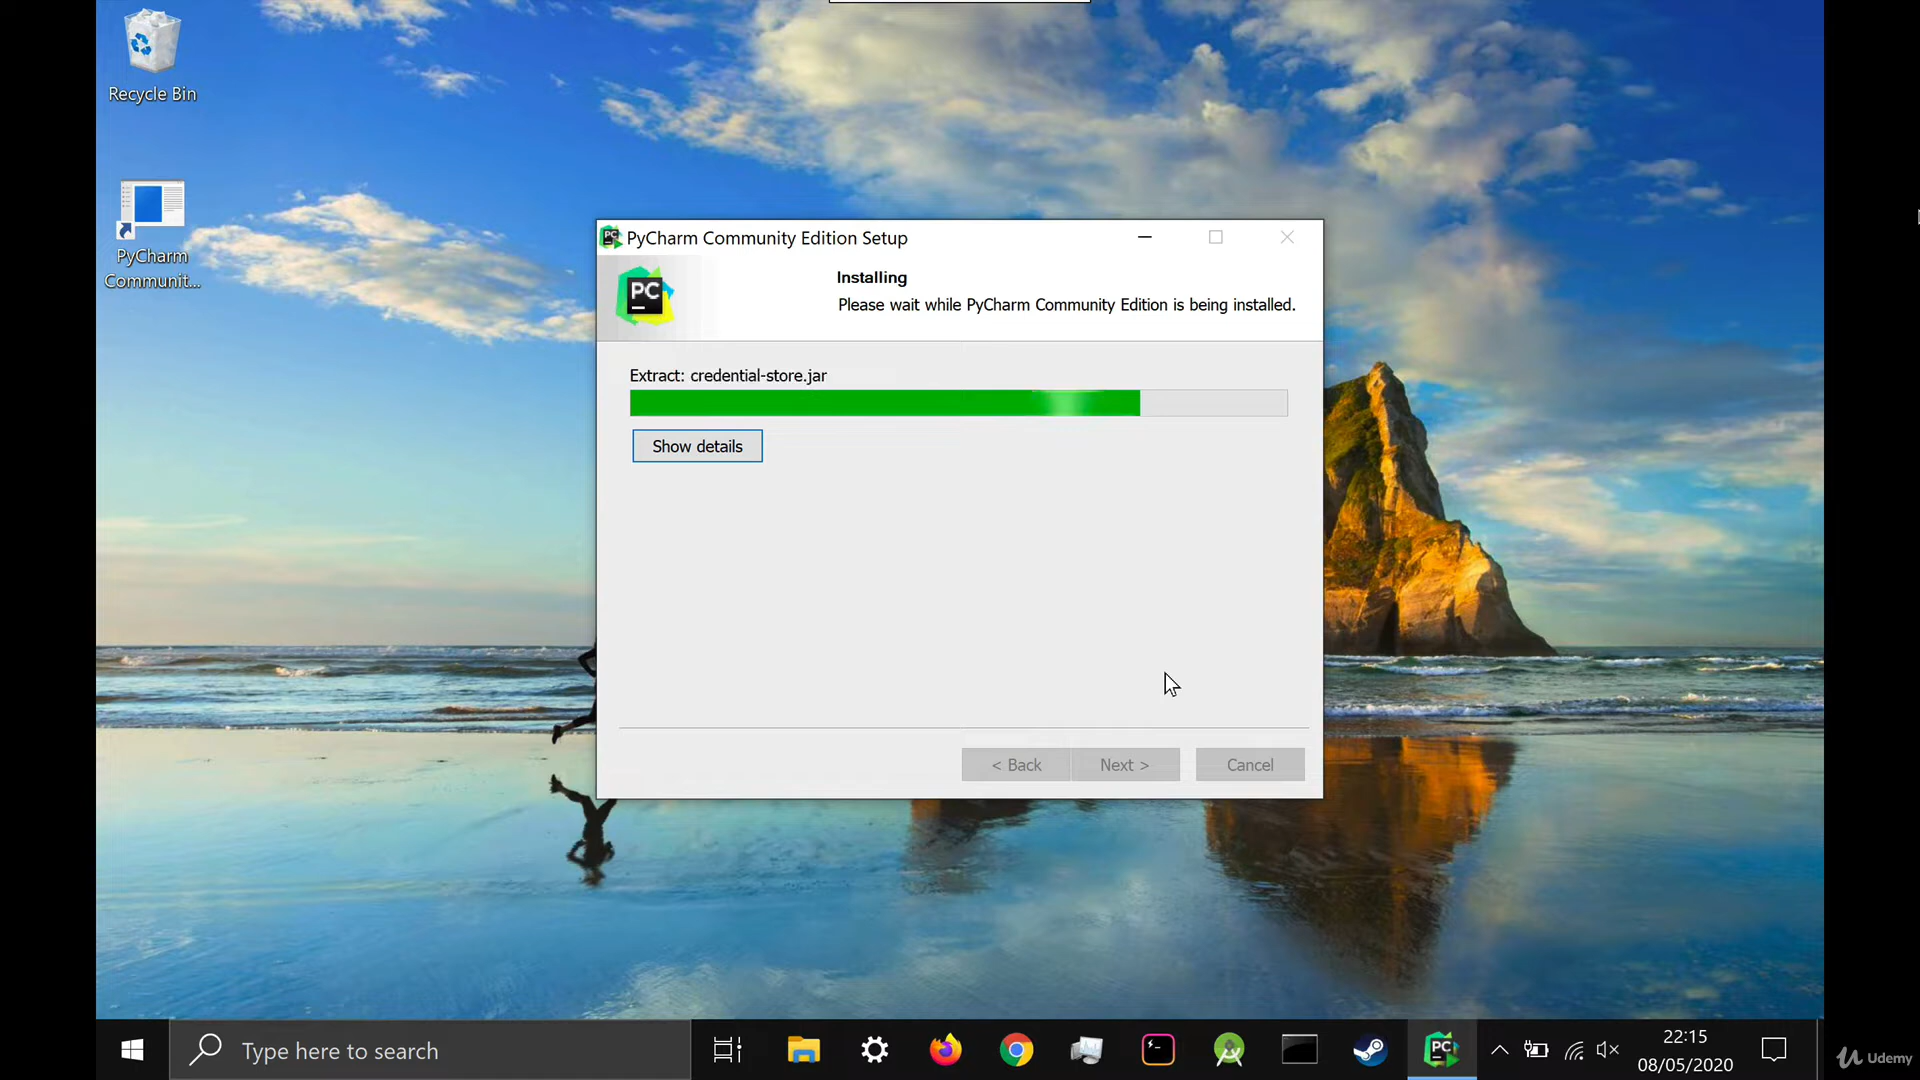 Recycle Bin
PyCharm
Communit...
PC PyCharm Community Edition Setup
PC
Installing
Please wait while PyCharm Community Edition is being installed.
Extract: credential-store.jar
Show details
< Back
Next >
Cancel
Type here to search
PC
22:15
08/05/2020
Udemy